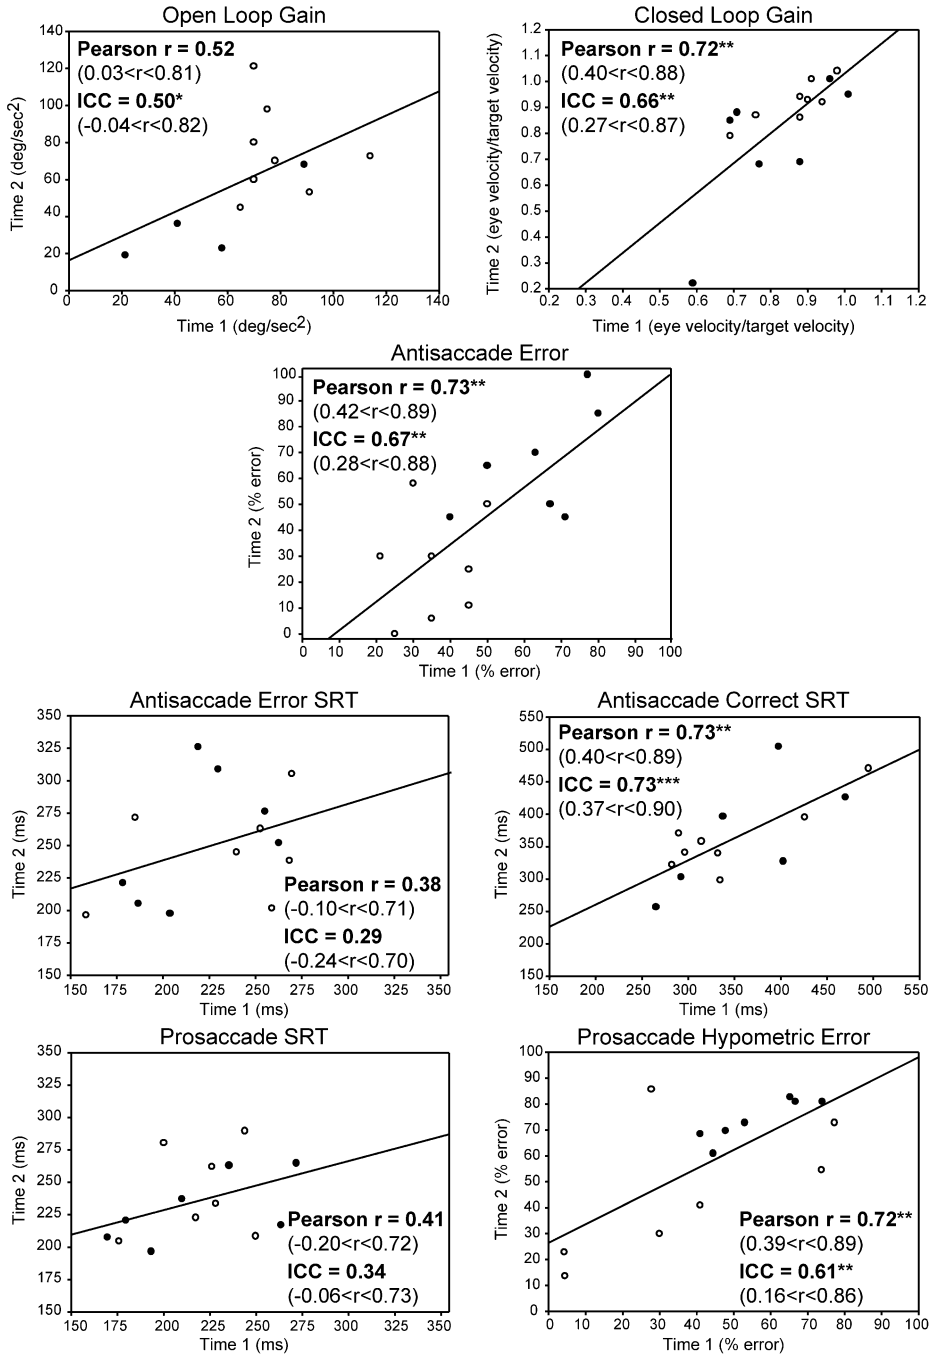 Open Loop Gain
140
120
100
80
60
40
20
0
Time 2 (deg/sec2)
Pearson r = 0.52
(0.03<r<0.81)
ICC = 0.50*
(-0.04<r<0.82)
0 20 40 60 80 100 120 140
Time 1 (deg/sec2)
Closed Loop Gain
1.2
1.0
0.9
0.8
0.7
0.6
0.5
0.4
0.3
0.2
Time 2 (eye velocity/target velocity)
Pearson r = 0.72**
(0.40<r<0.88)
ICC = 0.66**
(0.27<r<0.87)
0.2 0.3 0.4 0.5 0.6 0.7 0.8 0.9 1.0 1.1 1.2
Time 1 (eye velocity/target velocity)
Antisaccade Error
100
90
80
70
60
50
40
30
20
10
0
Time 2 (% error)
Pearson r = 0.73**
(0.42<r<0.89)
ICC = 0.67**
(0.28<r<0.88)
0 10 20 30 40 50 60 70 80 90 100
Time 1 (% error)
Antisaccade Error SRT
350
325
300
275
250
225
200
175
150
Time 2 (ms)
Pearson r = 0.38
(-0.10<r<0.71)
ICC = 0.29
(-0.24<r<0.70)
150 175 200 225 250 275 300 325 350
Time 1 (ms)
Antisaccade Correct SRT
550
500
450
400
350
300
250
200
150
Time 2 (ms)
Pearson r = 0.73**
(0.40<r<0.89)
ICC = 0.73***
(0.37<r<0.90)
150 200 250 300 350 400 450 500 550
Time 1 (ms)
Prosaccade SRT
350
325
300
275
250
225
200
175
150
Time 2 (ms)
Pearson r = 0.41
(-0.20<r<0.72)
ICC = 0.34
(-0.06<r<0.73)
150 175 200 225 250 275 300 325 350
Time 1 (ms)
Prosaccade Hypometric Error
100
90
80
70
60
50
40
30
20
10
0
Time 2 (% error)
Pearson r = 0.72**
(0.39<r<0.89)
ICC = 0.61**
(0.16<r<0.86)
0 10 20 30 40 50 60 70 80 90 100
Time 1 (% error)